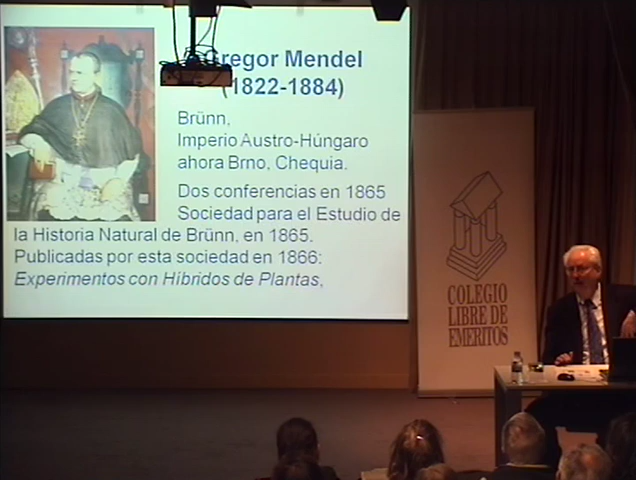 Gregor Mendel
(1822-1884)
Brünn,
Imperio Austro-Húngaro
ahora Brno, Chequia.
Dos conferencias en 1865
Sociedad para el Estudio de
la Historia Natural de Brünn, en 1865.
Publicadas por esta sociedad en 1866:
Experimentos con Híbridos de Plantas,
COLEGIO
LIBRE DE
EMERITOS